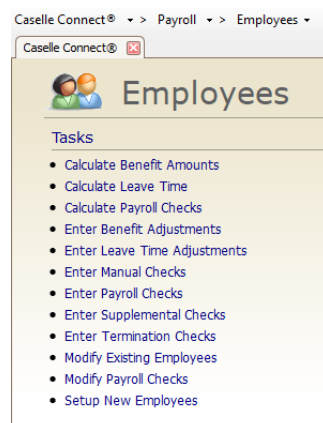 Caselle Connect® > Payroll > Employees
Caselle Connect®
Employees
Tasks
• Calculate Benefit Amounts
• Calculate Leave Time
• Calculate Payroll Checks
• Enter Benefit Adjustments
• Enter Leave Time Adjustments
• Enter Manual Checks
• Enter Payroll Checks
• Enter Supplemental Checks
• Enter Termination Checks
• Modify Existing Employees
• Modify Payroll Checks
• Setup New Employees